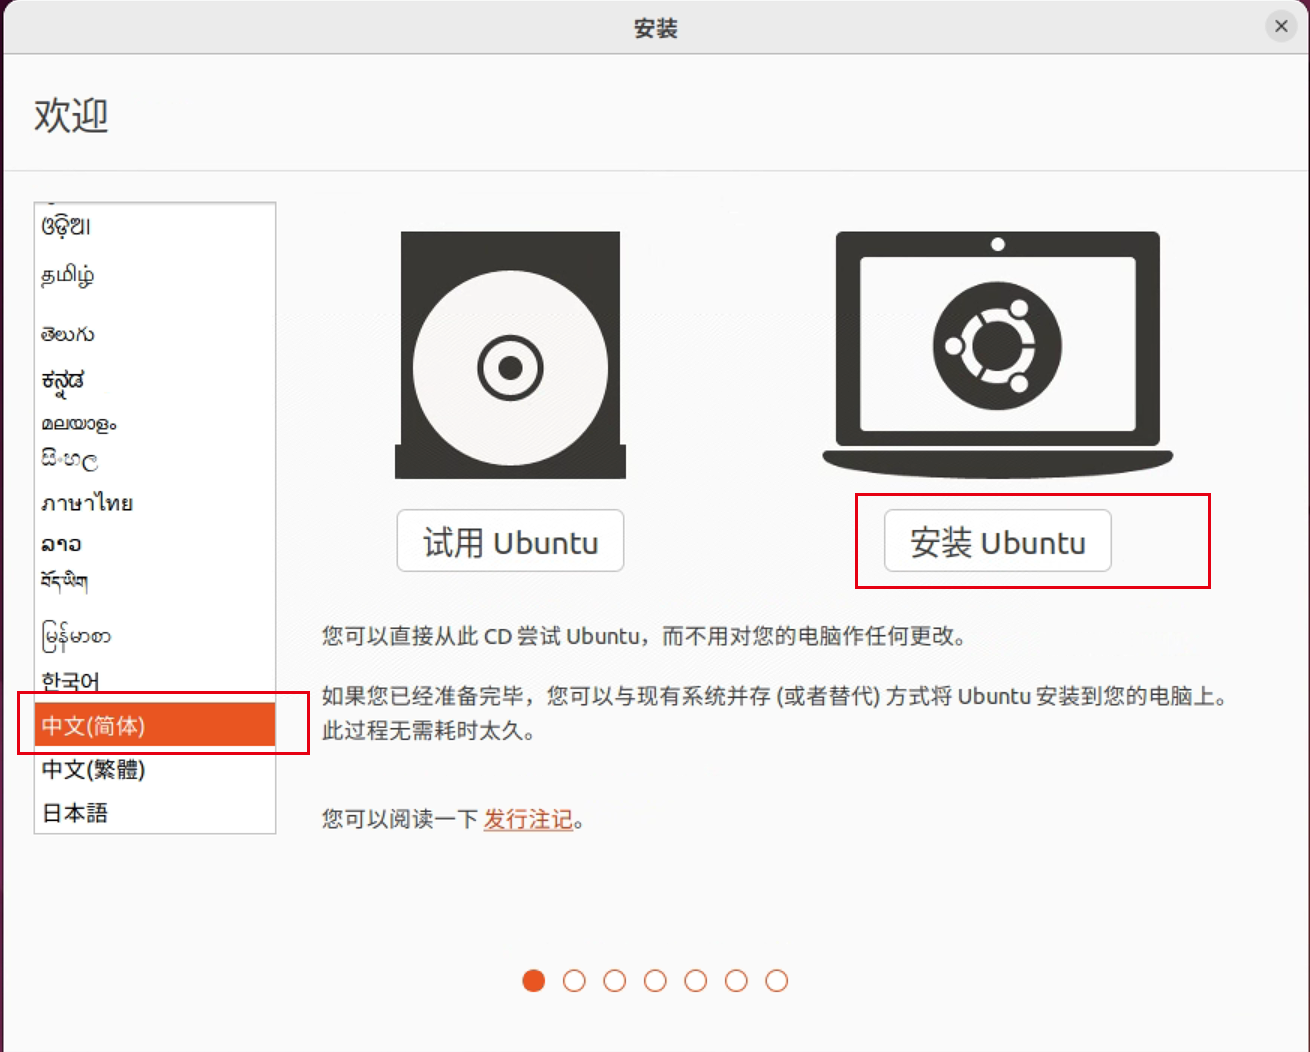 安装
欢迎
ଓଡ଼ିଆ
தமிழ்
తెలుగు
ಕನ್ನಡ
മലയാളം
සිංහල
ภาษาไทย
ລາວ
བོད་ཡིག
မြန်မာစာ
한국어
中文(简体)
中文(繁體)
日本語
试用 Ubuntu
安装 Ubuntu
您可以直接从此 CD 尝试 Ubuntu，而不用对您的电脑作任何更改。
如果您已经准备完毕，您可以与现有系统并存 (或者替代) 方式将 Ubuntu 安装到您的电脑上。
此过程无需耗时太久。
您可以阅读一下 发行注记。